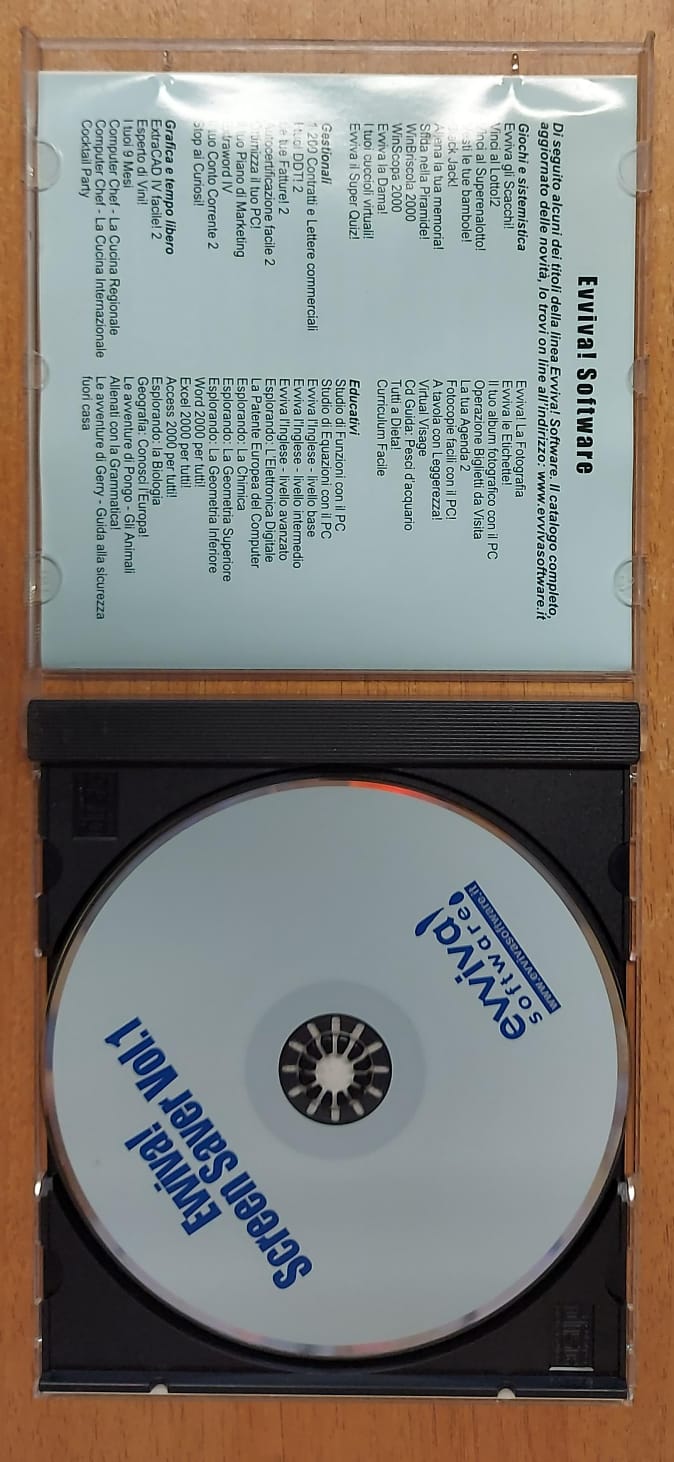 Evviva! Software
Di seguito alcuni dei titoli della linea Evviva! Software. Il catalogo completo,
aggiornato delle novità, lo trovi on line all'indirizzo: www.evvivasoftware.it
Giochi e sistemistica
Evviva gli Scacchi!
Vinci al Lotto!2
Vinci al Superenalotto!
Vesti le tue bambole!
Black Jack!
Allena la tua memoria!
Sfida nella Piramide!
WinBriscola 2000
WinScopa 2000
Evviva la Dama!
I tuoi cuccioli virtuali!
Evviva il Super Quiz!
Gestionali
1.200 Contratti e Lettere commerciali
I tuoi DDT! 2
Le tue Fatture! 2
Autocertificazione facile 2
Ottimizza il tuo PC!
Il tuo Piano di Marketing
Extraword IV
Il tuo Conto Corrente 2
Stop ai Curiosi!
Grafica e tempo libero
ExtraCAD IV facile! 2
Esperto di Vini!
I tuoi 9 Mesi
Computer Chef - La Cucina Regionale
Computer Chef - La Cucina Internazionale
Cocktail Party
Evviva! La Fotografia
Evviva le Etichette!
Il tuo album fotografico con il PC
Operazione Biglietti da Visita
La tua Agenda 2
Fotocopie facili con il PC!
A tavola con Leggerezza!
Virtual Visage
Cd Guida: Pesci d'acquario
Tutti a Dieta!
Curriculum Facile
Educativi
Studio di Funzioni con il PC
Studio di Equazioni con il PC
Evviva l'Inglese - livello base
Evviva l'Inglese - livello intermedio
Evviva l'Inglese - livello avanzato
Esplorando: L'Elettronica Digitale
La Patente Europea del Computer
Esplorando: La Chimica
Esplorando: La Geometria Superiore
Esplorando: La Geometria Inferiore
Word 2000 per tutti!
Excel 2000 per tutti!
Access 2000 per tutti!
Esplorando: la Biologia
Geografia: Conosci l'Europa!
Le avventure di Pongo - Gli Animali
Allenati con la Grammatica!
Le avventure di Gerry - Guida alla sicurezza
fuori casa
evviva!
software!
www.evvivasoftware.it
Evviva!
Screen Saver Vol.1